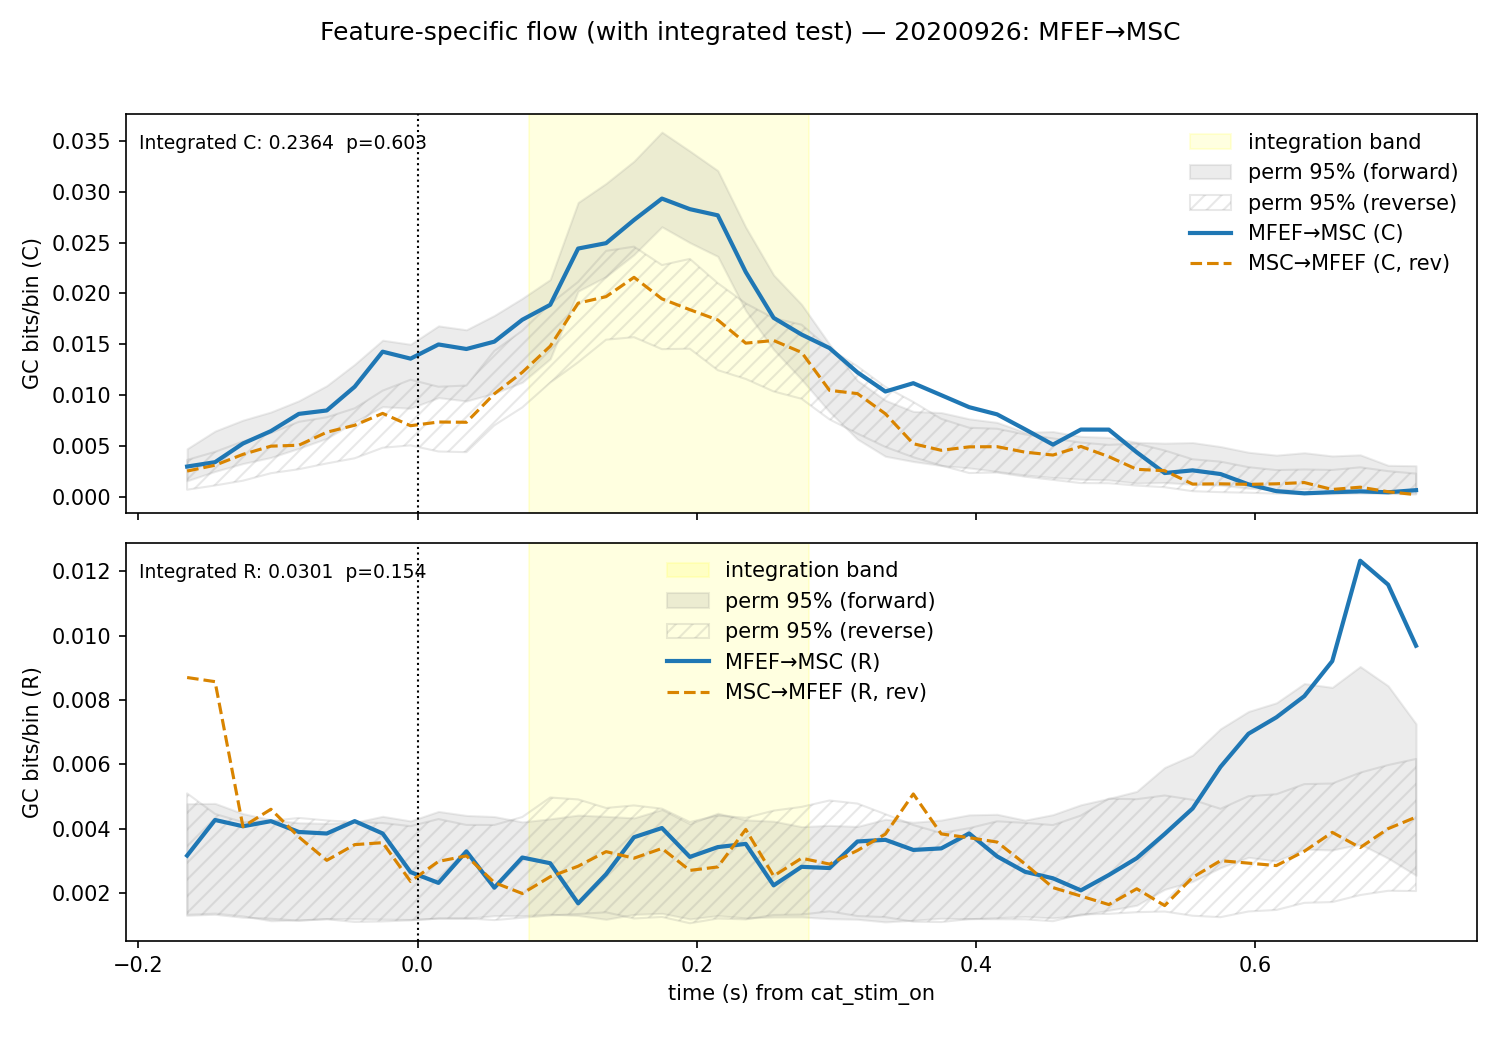 Feature-specific flow (with integrated test) — 20200926: MFEF→MSC
Integrated C: 0.2364  p=0.603
integration band
perm 95% (forward)
perm 95% (reverse)
MFEF→MSC (C)
MSC→MFEF (C, rev)
GC bits/bin (C)
0.035
0.030
0.025
0.020
0.015
0.010
0.005
0.000
Integrated R: 0.0301  p=0.154
integration band
perm 95% (forward)
perm 95% (reverse)
MFEF→MSC (R)
MSC→MFEF (R, rev)
GC bits/bin (R)
0.012
0.010
0.008
0.006
0.004
0.002
−0.2 0.0 0.2 0.4 0.6
time (s) from cat_stim_on